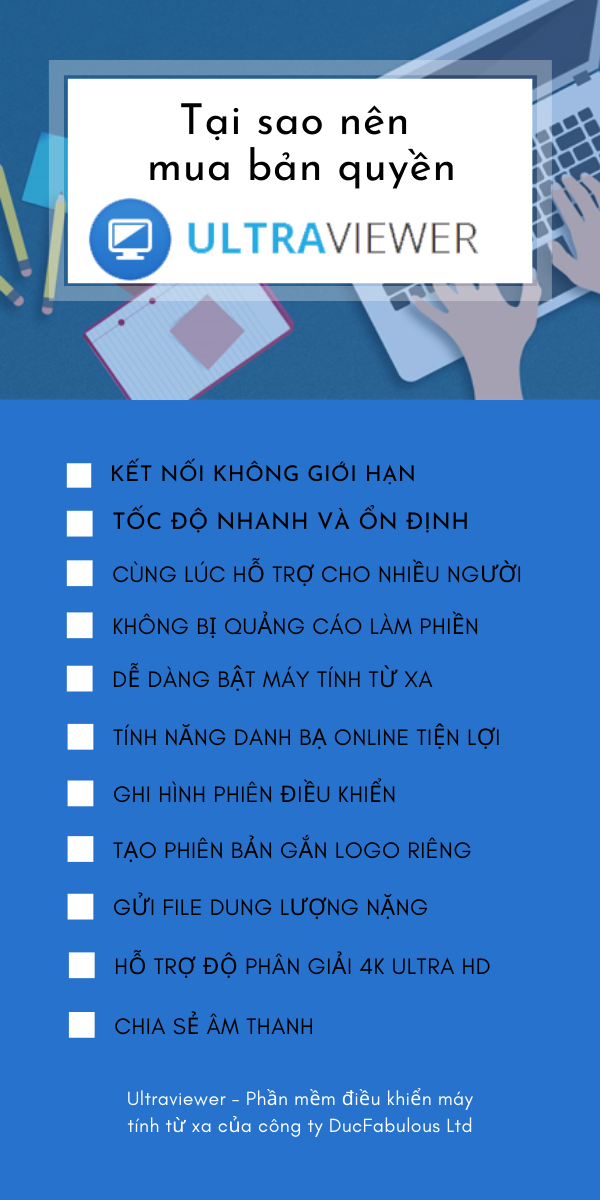 Tại sao nên
mua bản quyền
ULTRAVIEWER
KẾT NỐI KHÔNG GIỚI HẠN
TỐC ĐỘ NHANH VÀ ỔN ĐỊNH
CÙNG LÚC HỖ TRỢ CHO NHIỀU NGƯỜI
KHÔNG BỊ QUẢNG CÁO LÀM PHIỀN
DỄ DÀNG BẬT MÁY TÍNH TỪ XA
TÍNH NĂNG DANH BẠ ONLINE TIỆN LỢI
GHI HÌNH PHIÊN ĐIỀU KHIỂN
TẠO PHIÊN BẢN GẮN LOGO RIÊNG
GỬI FILE DUNG LƯỢNG NẶNG
HỖ TRỢ ĐỘ PHÂN GIẢI 4K ULTRA HD
CHIA SẺ ÂM THANH
Ultraviewer - Phần mềm điều khiển máy
tính từ xa của công ty DucFabulous Ltd